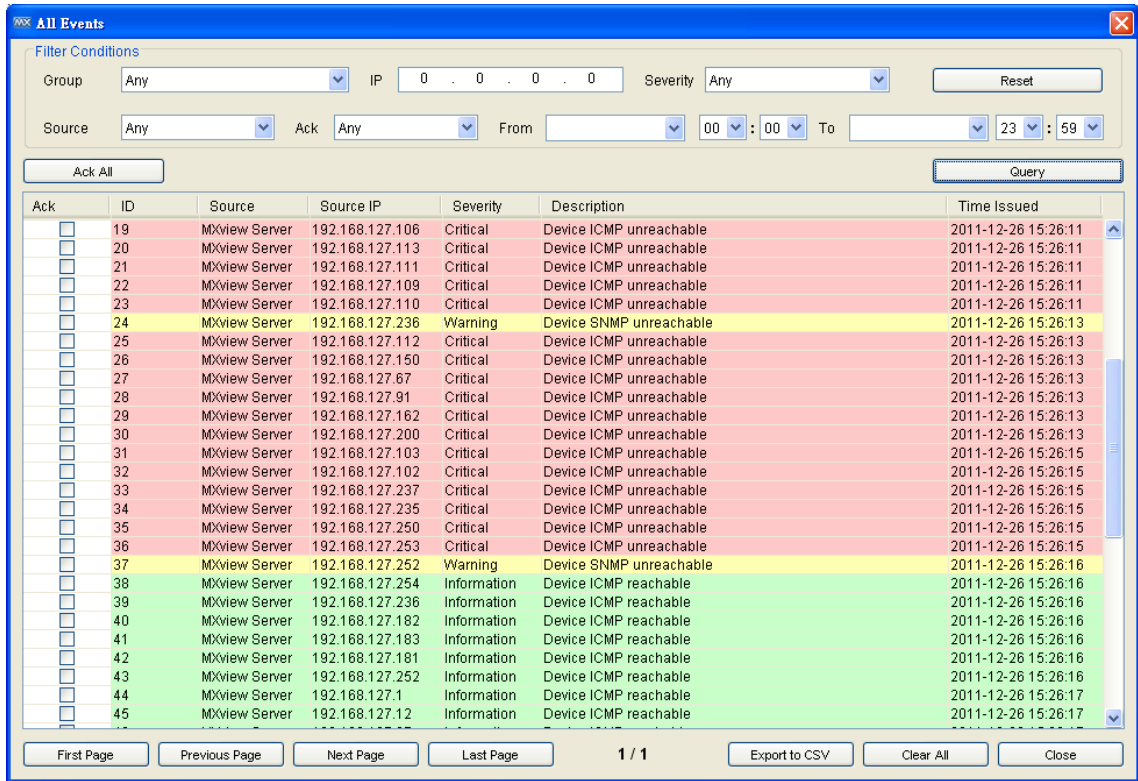 MX All Events
Filter Conditions
Group Any IP 0 . 0 . 0 . 0 Severity Any Reset
Source Any Ack Any From 00 : 00 To 23 : 59
Ack All Query
Ack ID Source Source IP Severity Description Time Issued
19 MXview Server 192.168.127.106 Critical Device ICMP unreachable 2011-12-26 15:26:11
20 MXview Server 192.168.127.113 Critical Device ICMP unreachable 2011-12-26 15:26:11
21 MXview Server 192.168.127.111 Critical Device ICMP unreachable 2011-12-26 15:26:11
22 MXview Server 192.168.127.109 Critical Device ICMP unreachable 2011-12-26 15:26:11
23 MXview Server 192.168.127.110 Critical Device ICMP unreachable 2011-12-26 15:26:11
24 MXview Server 192.168.127.236 Warning Device SNMP unreachable 2011-12-26 15:26:13
25 MXview Server 192.168.127.112 Critical Device ICMP unreachable 2011-12-26 15:26:13
26 MXview Server 192.168.127.150 Critical Device ICMP unreachable 2011-12-26 15:26:13
27 MXview Server 192.168.127.67 Critical Device ICMP unreachable 2011-12-26 15:26:13
28 MXview Server 192.168.127.91 Critical Device ICMP unreachable 2011-12-26 15:26:13
29 MXview Server 192.168.127.162 Critical Device ICMP unreachable 2011-12-26 15:26:13
30 MXview Server 192.168.127.200 Critical Device ICMP unreachable 2011-12-26 15:26:13
31 MXview Server 192.168.127.103 Critical Device ICMP unreachable 2011-12-26 15:26:15
32 MXview Server 192.168.127.102 Critical Device ICMP unreachable 2011-12-26 15:26:15
33 MXview Server 192.168.127.237 Critical Device ICMP unreachable 2011-12-26 15:26:15
34 MXview Server 192.168.127.235 Critical Device ICMP unreachable 2011-12-26 15:26:15
35 MXview Server 192.168.127.250 Critical Device ICMP unreachable 2011-12-26 15:26:15
36 MXview Server 192.168.127.253 Critical Device ICMP unreachable 2011-12-26 15:26:15
37 MXview Server 192.168.127.252 Warning Device SNMP unreachable 2011-12-26 15:26:16
38 MXview Server 192.168.127.254 Information Device ICMP reachable 2011-12-26 15:26:16
39 MXview Server 192.168.127.236 Information Device ICMP reachable 2011-12-26 15:26:16
40 MXview Server 192.168.127.182 Information Device ICMP reachable 2011-12-26 15:26:16
41 MXview Server 192.168.127.183 Information Device ICMP reachable 2011-12-26 15:26:16
42 MXview Server 192.168.127.181 Information Device ICMP reachable 2011-12-26 15:26:16
43 MXview Server 192.168.127.252 Information Device ICMP reachable 2011-12-26 15:26:16
44 MXview Server 192.168.127.1 Information Device ICMP reachable 2011-12-26 15:26:17
45 MXview Server 192.168.127.12 Information Device ICMP reachable 2011-12-26 15:26:17
First Page Previous Page Next Page Last Page 1 / 1 Export to CSV Clear All Close